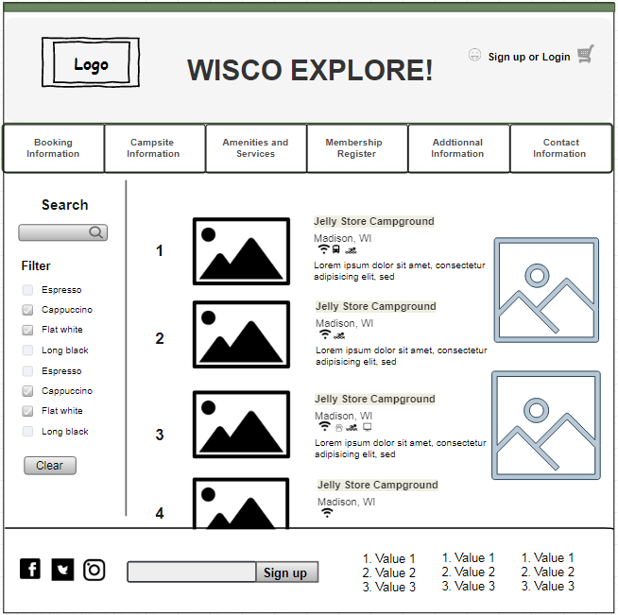 Logo
WISCO EXPLORE!
Sign up or Login
Booking
Information
Campsite
Information
Amenities and
Services
Membership
Register
Addtionnal
Information
Contact
Information
Search
Filter
Espresso
Cappuccino
Flat white
Long black
Espresso
Cappuccino
Flat white
Long black
Clear
1
Jelly Store Campground
Madison, WI
Lorem ipsum dolor sit amet, consectetur
adipisicing elit, sed
2
Jelly Store Campground
Madison, WI
Lorem ipsum dolor sit amet, consectetur
adipisicing elit, sed
3
Jelly Store Campground
Madison, WI
Lorem ipsum dolor sit amet, consectetur
adipisicing elit, sed
4
Jelly Store Campground
Madison, WI
Sign up
1. Value 1
2. Value 2
3. Value 3
1. Value 1
2. Value 2
3. Value 3
1. Value 1
2. Value 2
3. Value 3